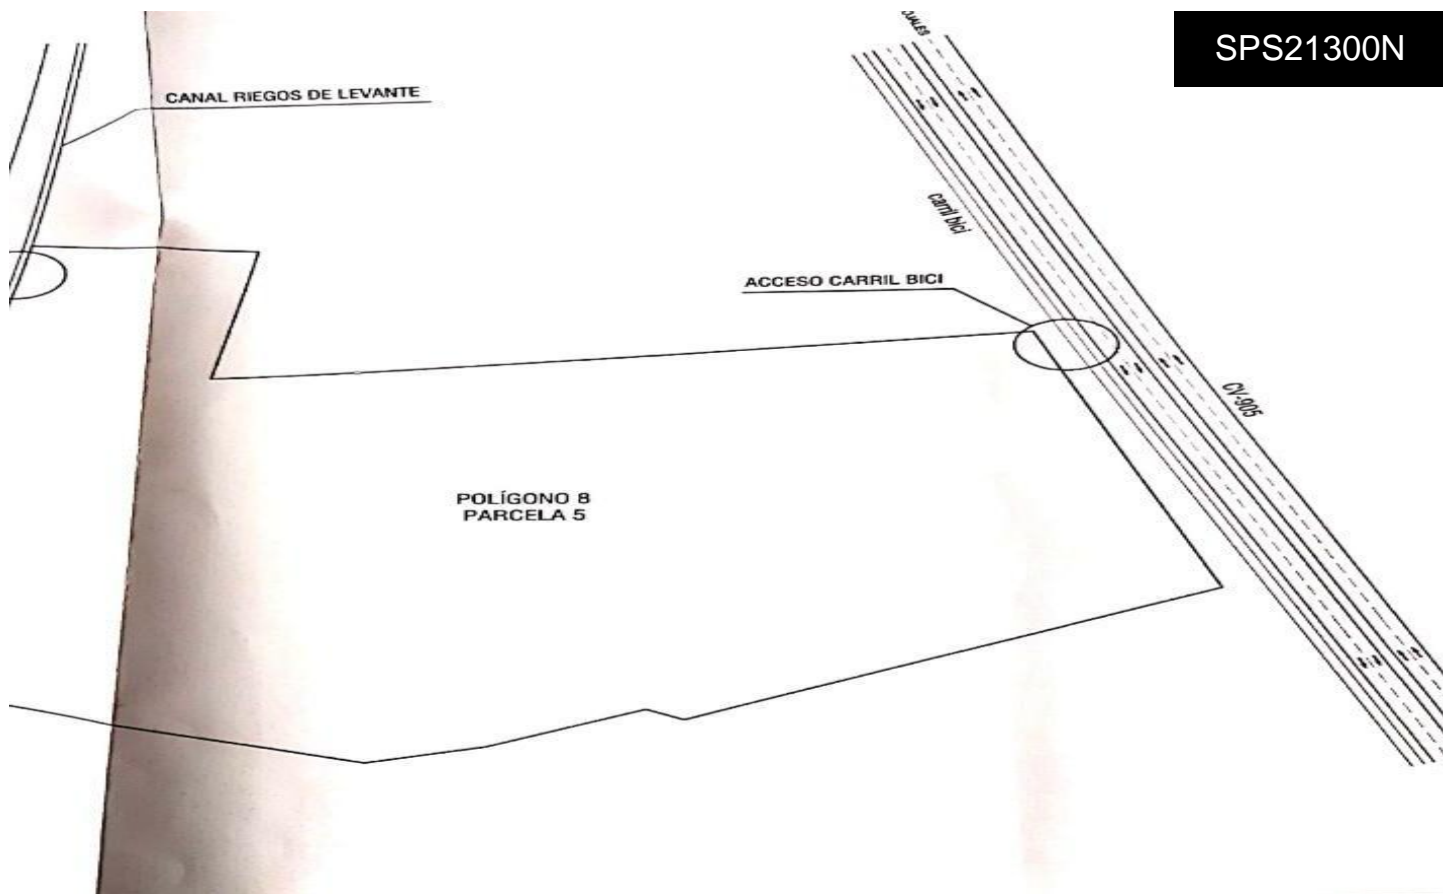 SPS21300N
CANAL RIEGOS DE LEVANTE
carril bici
ACCESO CARRIL BICI
CV-905
POLÍGONO 8
PARCELA 5